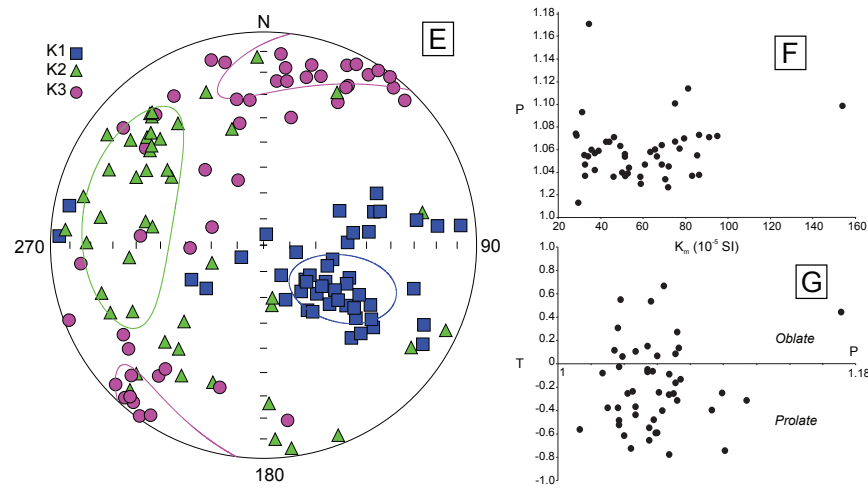 N
E
K1
K2
K3
270
90
180
F
P
1.18
1.16
1.14
1.12
1.10
1.08
1.06
1.04
1.02
1.0
20
40
60
80
100
120
140
160
Km (10-5 SI)
G
1.0
0.8
0.6
0.4
0.2
0
-0.2
-0.4
-0.6
-0.8
-1.0
T
1
P
1.18
Oblate
Prolate